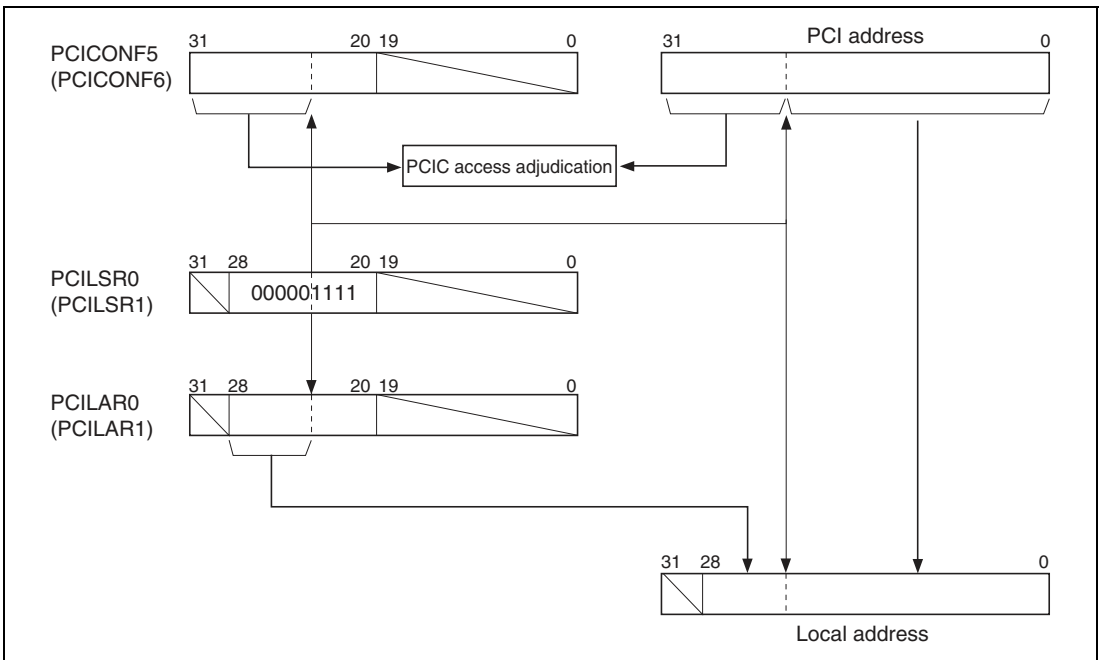 PCICONF5
(PCICONF6)
31 20 19 0
31 PCI address 0
PCIC access adjudication
PCILSR0
(PCILSR1)
31 28 20 19 0
000001111
PCILAR0
(PCILAR1)
31 28 20 19 0
31 28 0
Local address